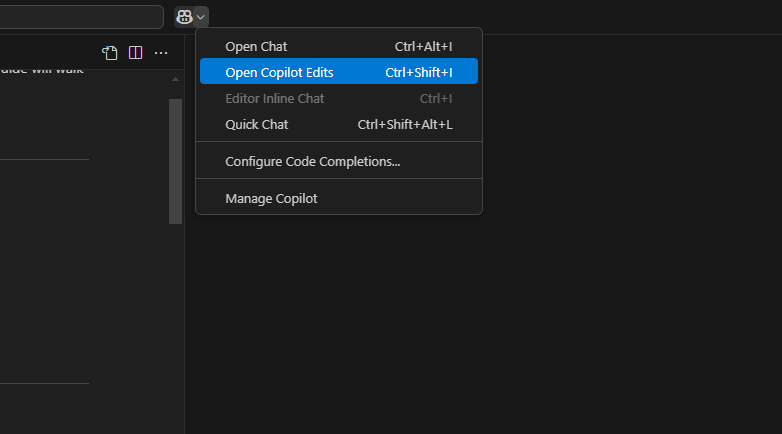 will walk
Open Chat Ctrl+Alt+I
Open Copilot Edits Ctrl+Shift+I
Editor Inline Chat Ctrl+I
Quick Chat Ctrl+Shift+Alt+L
Configure Code Completions...
Manage Copilot